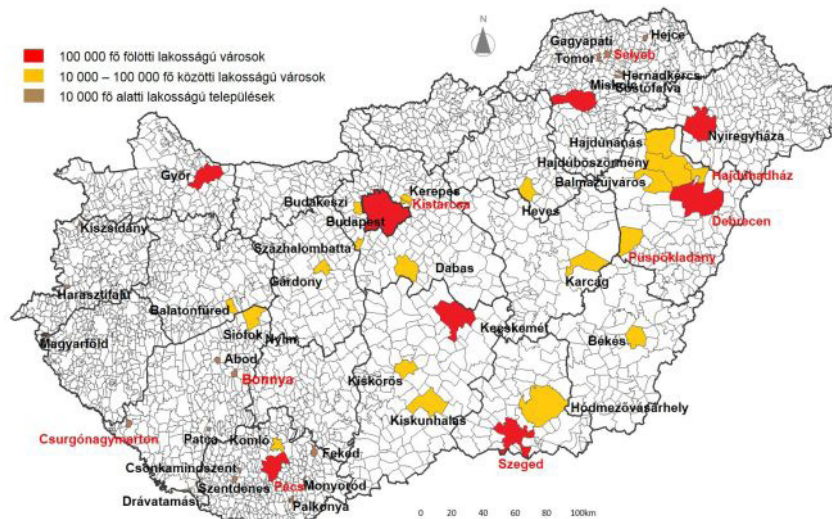 N
100 000 fő fölötti lakosságú városok
10 000 – 100 000 fő közötti lakosságú városok
10 000 fő alatti lakosságú települések
Hejce
Gagyapáti
Selyeb
Tomor
Hernádkércs
Sóstófalva
Miskolc
Nyíregyháza
Hajdúnánás
Hajdúböszörmény
Hajdúhadház
Balmazújváros
Debrecen
Püspökladány
Győr
Kerepes
Budakeszi
Kistarcsa
Budapest
Heves
Kiszsidány
Százhalombatta
Dabas
Gárdony
Karcag
Harasztifalu
Balatonfüred
Siófok
Nyim
Kecskemét
Magyarföld
Békés
Abod
Bonnya
Kiskőrös
Kiskunhalas
Hódmezővásárhely
Csurgónagymarton
Patca
Komló
Feked
Szeged
Csonkamindszent
Szentdénes
Pécs
Monyoród
Drávatamási
Palkonya
0 20 40 60 80 100km